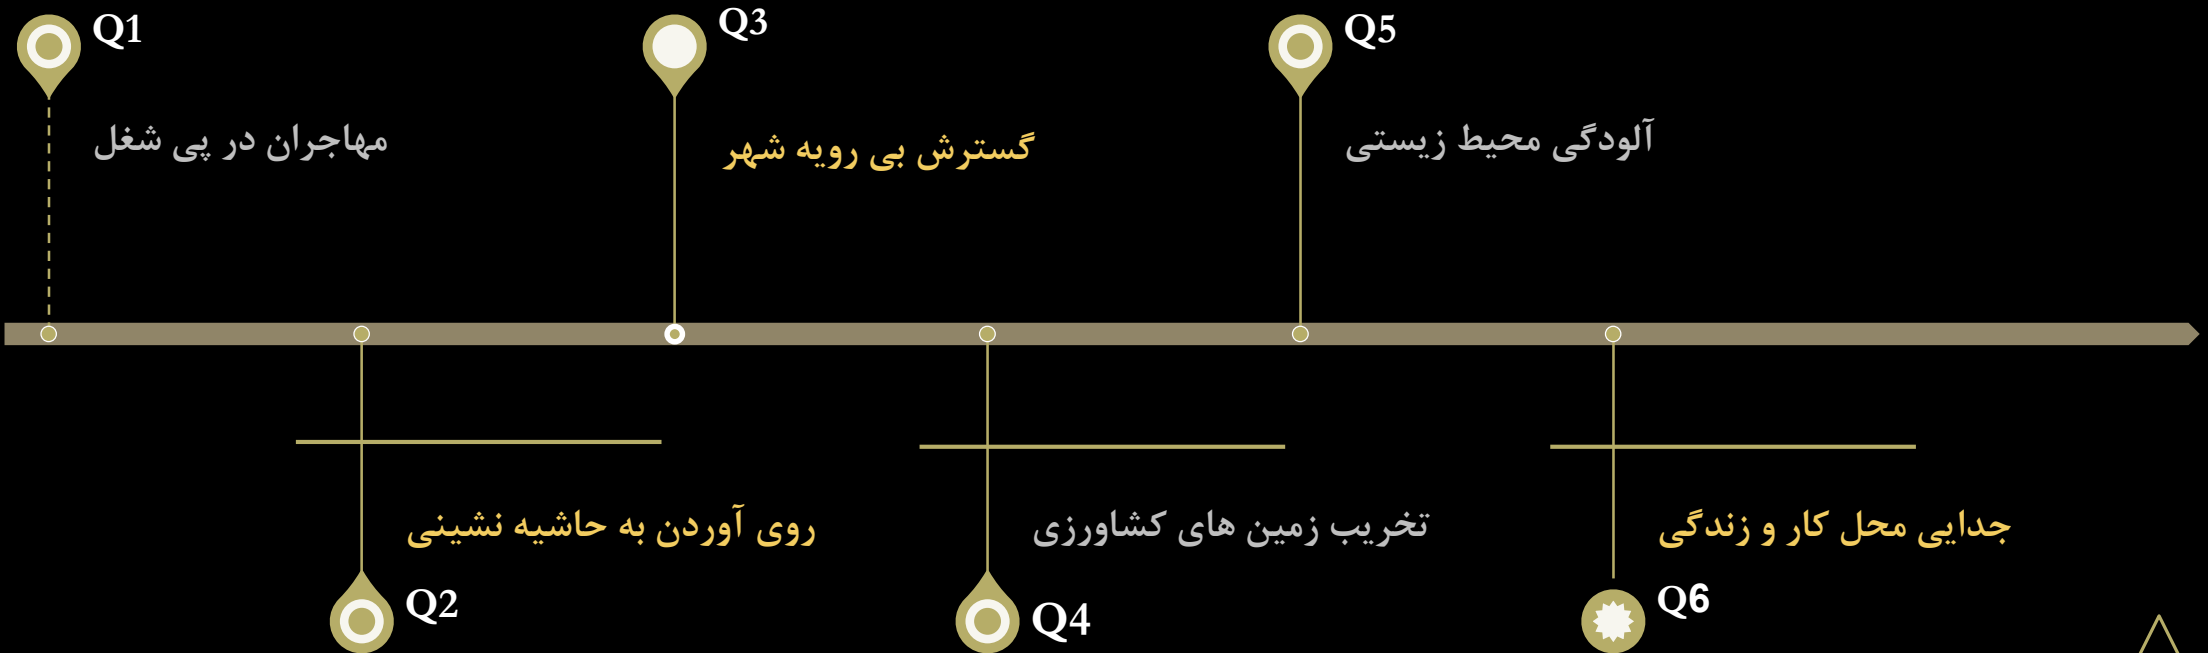 Q1
مهاجران در پی شغل
Q2
روی آوردن به حاشیه نشینی
Q3
گسترش بی رویه شهر
Q4
تخریب زمین های کشاورزی
Q5
آلودگی محیط زیستی
Q6
جدایی محل کار و زندگی